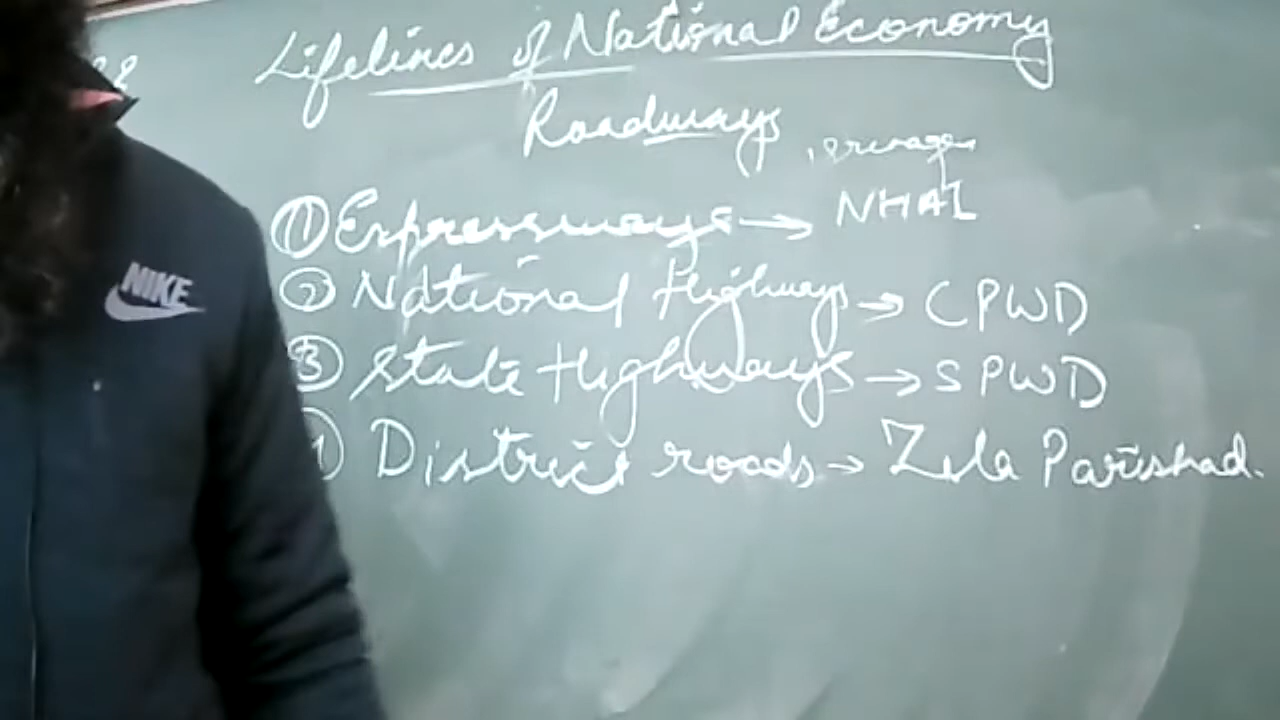 Lifelines of National Economy
Roadways
① Expressways → NHAI
② National Highways → CPWD
③ State Highways → SPWD
District roads → Zila Parishad.
NIKE